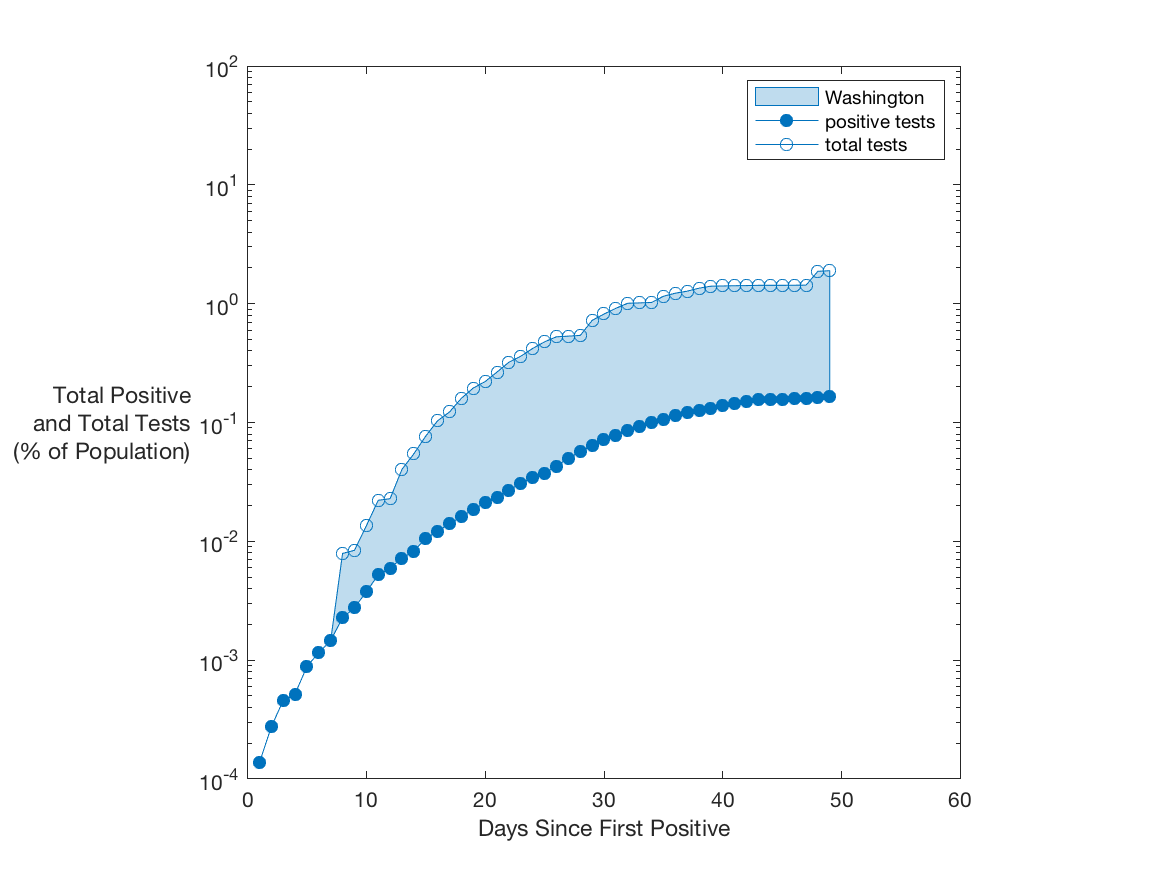 10^2
10^1
10^0
10^-1
10^-2
10^-3
10^-4
Total Positive
and Total Tests
(% of Population)
Washington
positive tests
total tests
0 10 20 30 40 50 60
Days Since First Positive